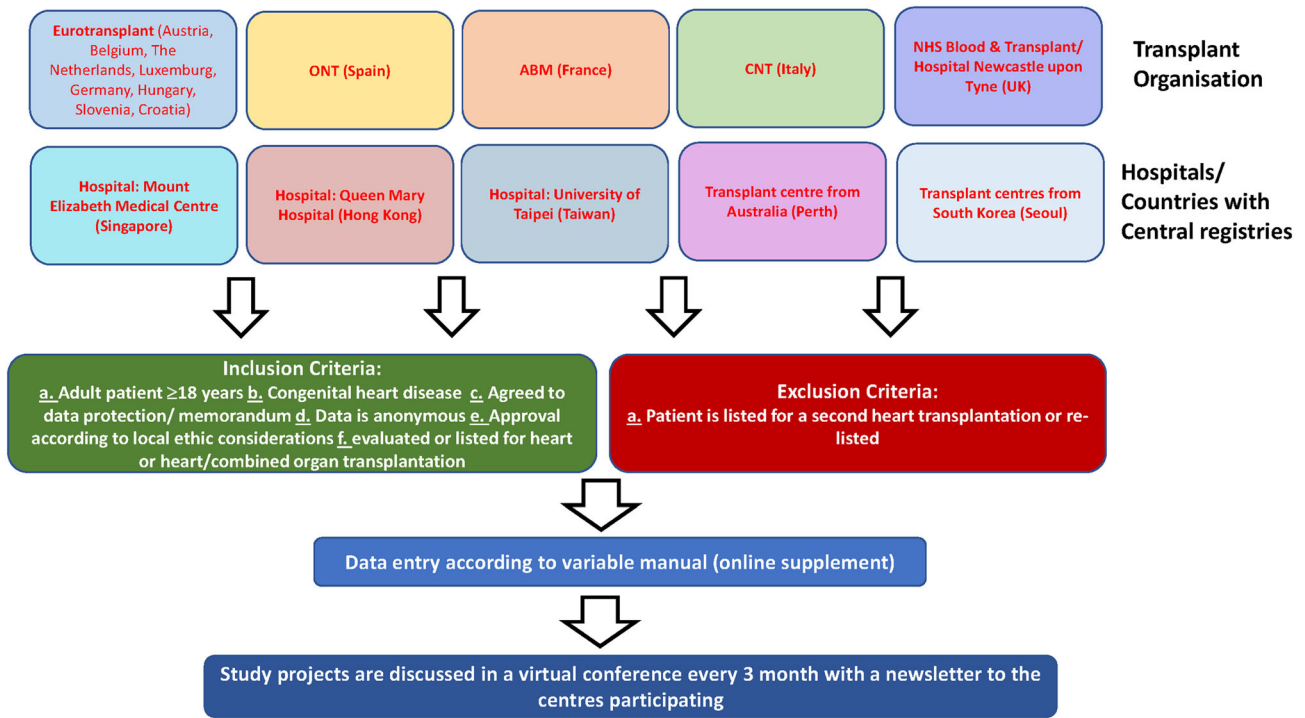 Eurotransplant (Austria,
Belgium, The
Netherlands, Luxemburg,
Germany, Hungary,
Slovenia, Croatia)
ONT (Spain)
ABM (France)
CNT (Italy)
NHS Blood & Transplant/
Hospital Newcastle upon
Tyne (UK)
Transplant
Organisation
Hospital: Mount
Elizabeth Medical Centre
(Singapore)
Hospital: Queen Mary
Hospital (Hong Kong)
Hospital: University of
Taipei (Taiwan)
Transplant centre from
Australia (Perth)
Transplant centres from
South Korea (Seoul)
Hospitals/
Countries with
Central registries
Inclusion Criteria:
a. Adult patient ≥18 years b. Congenital heart disease c. Agreed to
data protection/ memorandum d. Data is anonymous e. Approval
according to local ethic considerations f. evaluated or listed for heart
or heart/combined organ transplantation
Exclusion Criteria:
a. Patient is listed for a second heart transplantation or re-
listed
Data entry according to variable manual (online supplement)
Study projects are discussed in a virtual conference every 3 month with a newsletter to the
centres participating